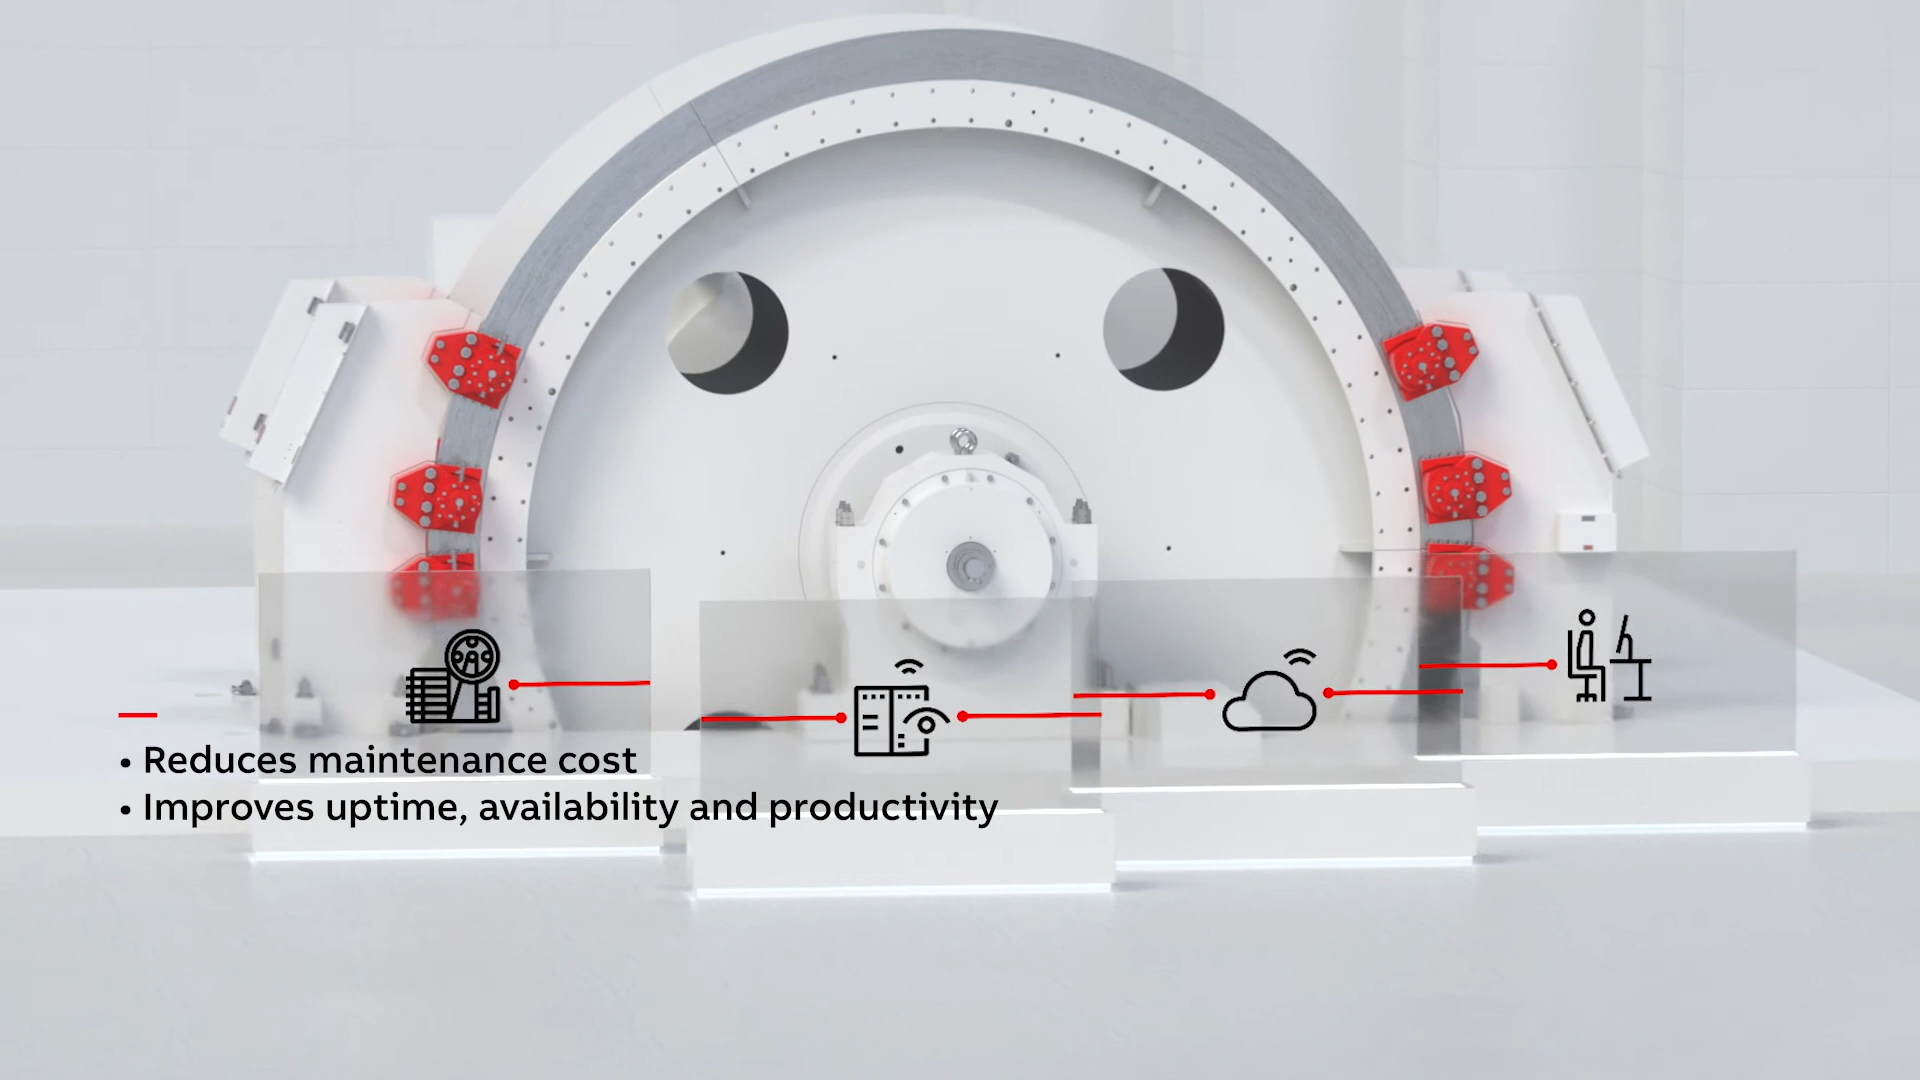 • Reduces maintenance cost
• Improves uptime, availability and productivity